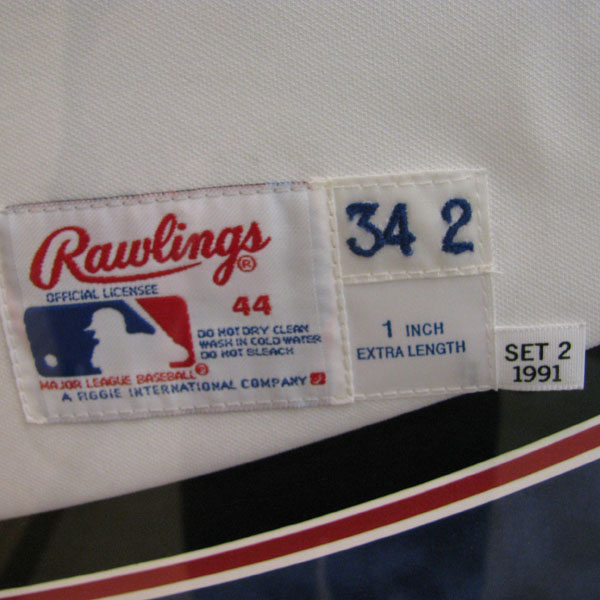 Rawlings®
OFFICIAL LICENSEE
44
DO NOT DRY CLEAN
WASH IN COLD WATER
DO NOT BLEACH
MAJOR LEAGUE BASEBALL®
A FIGGIE INTERNATIONAL COMPANY
34 2
1 INCH
EXTRA LENGTH
SET 2
1991